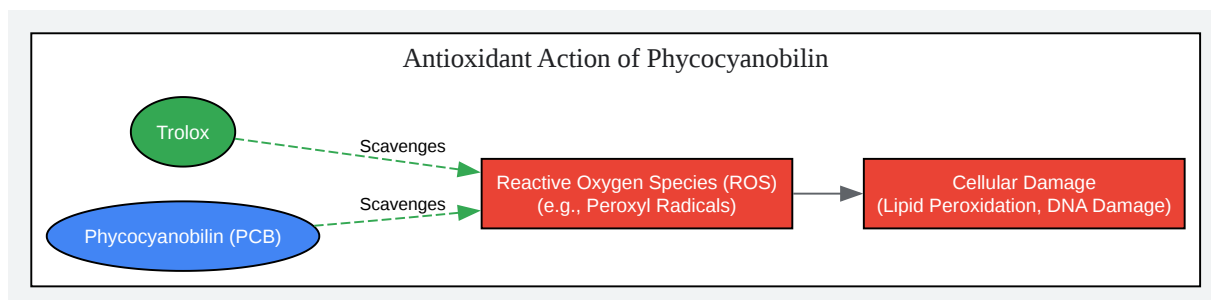 Antioxidant Action of Phycocyanobilin
Trolox
Scavenges
Phycocyanobilin (PCB)
Scavenges
Reactive Oxygen Species (ROS)
(e.g., Peroxyl Radicals)
Cellular Damage
(Lipid Peroxidation, DNA Damage)